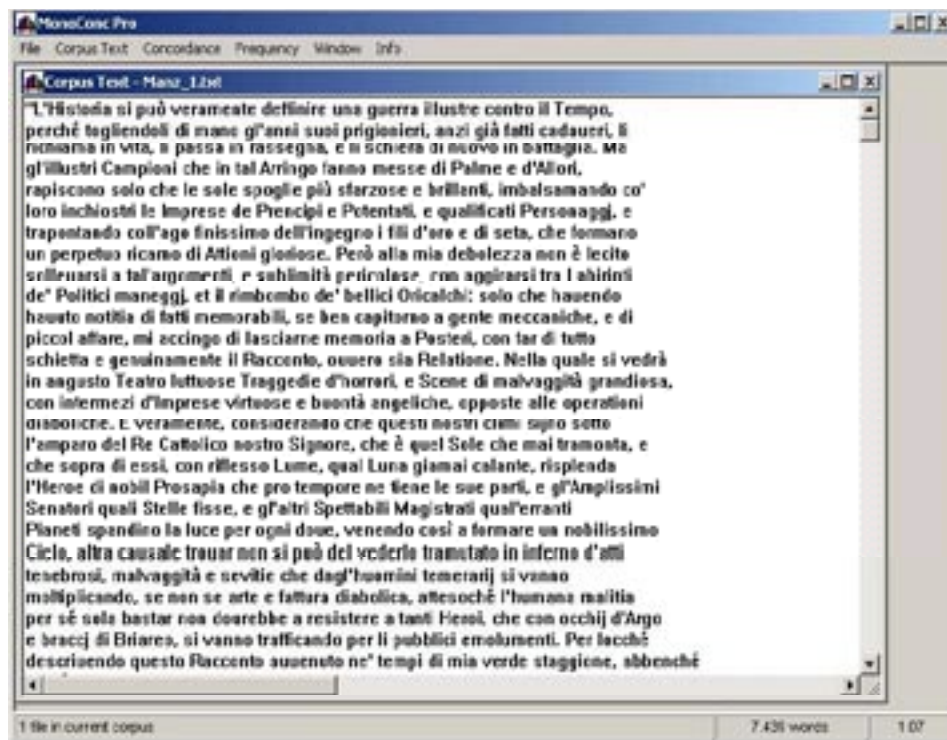 MonoConc Pro
File Corpus Text Concordance Frequency Window Info
Corpus Text - Manz_1.txt
"L'Historia si può veramente deffinire una guerra illustre contro il Tempo,
perché togliendoli di mano gl'anni suoi prigionieri, anzi già fatti cadaueri, li
richiama in vita, li passa in rassegna, e li schiera di nuovo in battaglia. Ma
gl'illustri Campioni che in tal Arringo fanno messe di Palme e d'Allori,
rapiscono solo che le sole spoglie più sfarzose e brillanti, imbalsamando co'
loro inchiostri le Imprese de Prencipi e Potentati, e qualificati Personaggj, e
trapontando coll'ago finissimo dell'ingegno i fili d'oro e di seta, che formano
un perpetuo ricamo di Attioni gloriose. Però alla mia debolezza non è lecito
solleuarsi a tal'argomenti, e sublimità pericolose, con aggirarsi tra Labirinti
de' Politici maneggj, et il rimbombo de' bellici Oricalchi: solo che hauendo
hauuto notitia di fatti memorabili, se ben capitorno a gente meccaniche, e di
piccol affare, mi accingo di lasciarne memoria a Posteri, con far di tutto
schietta e genuinamente il Racconto, ouuero sia Relatione. Nella quale si vedrà
in angusto Teatro luttuose Traggedie d'horrori, e Scene di malvaggità grandiosa,
con intermezi d'Imprese virtuose e buontà angeliche, opposte alle operationi
diaboliche. E veramente, considerando che questi nostri climi sijno sotto
l'amparo del Re Cattolico nostro Signore, che è quel Sole che mai tramonta, e
che sopra di essi, con riflesso Lume, qual Luna giamai calante, risplenda
l'Heroe di nobil Prosapia che pro tempore ne tiene le sue parti, e gl'Amplissimi
Senatori quali Stelle fisse, e gl'altri Spettabili Magistrati qual'erranti
Pianeti spandino la luce per ogni doue, venendo così a formare un nobilissimo
Cielo, altra causale trouar non si può del vederlo tramutato in inferno d'atti
tenebrosi, malvaggità e sevitie che dagl'huomini temerarij si vanno
moltiplicando, se non se arte e fattura diabolica, attesoché l'humana malitia
per sé sola bastar non dourebbe a resistere a tanti Heroi, che con occhij d'Argo
e braccj di Briareo, si vanno trafficando per li pubblici emolumenti. Per locché
descriuendo questo Racconto auuenuto ne' tempi di mia verde staggione, abbenché
1 file in current corpus 7.436 words 1:07